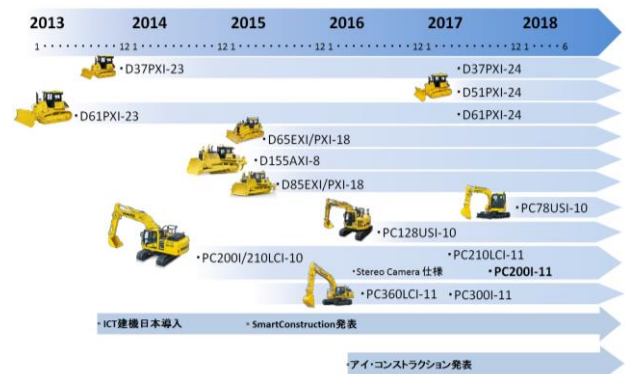 2013 2014 2015 2016 2017 2018
1 12 1 12 1 12 1 12 1 12 1 6
・D37PXI-23 ・D37PXI-24
・D51PXI-24
・D61PXI-23 ・D61PXI-24
・D65EXI/PXI-18
・D155AXI-8
・D85EXI/PXI-18
・PC78USI-10
・PC128USI-10
・PC200I/210LCI-10 ・PC210LCI-11
・Stereo Camera 仕様 ・PC200I-11
・PC360LCI-11 ・PC300I-11
・ICT建機日本導入 ・SmartConstruction発表
・アイ・コンストラクション発表